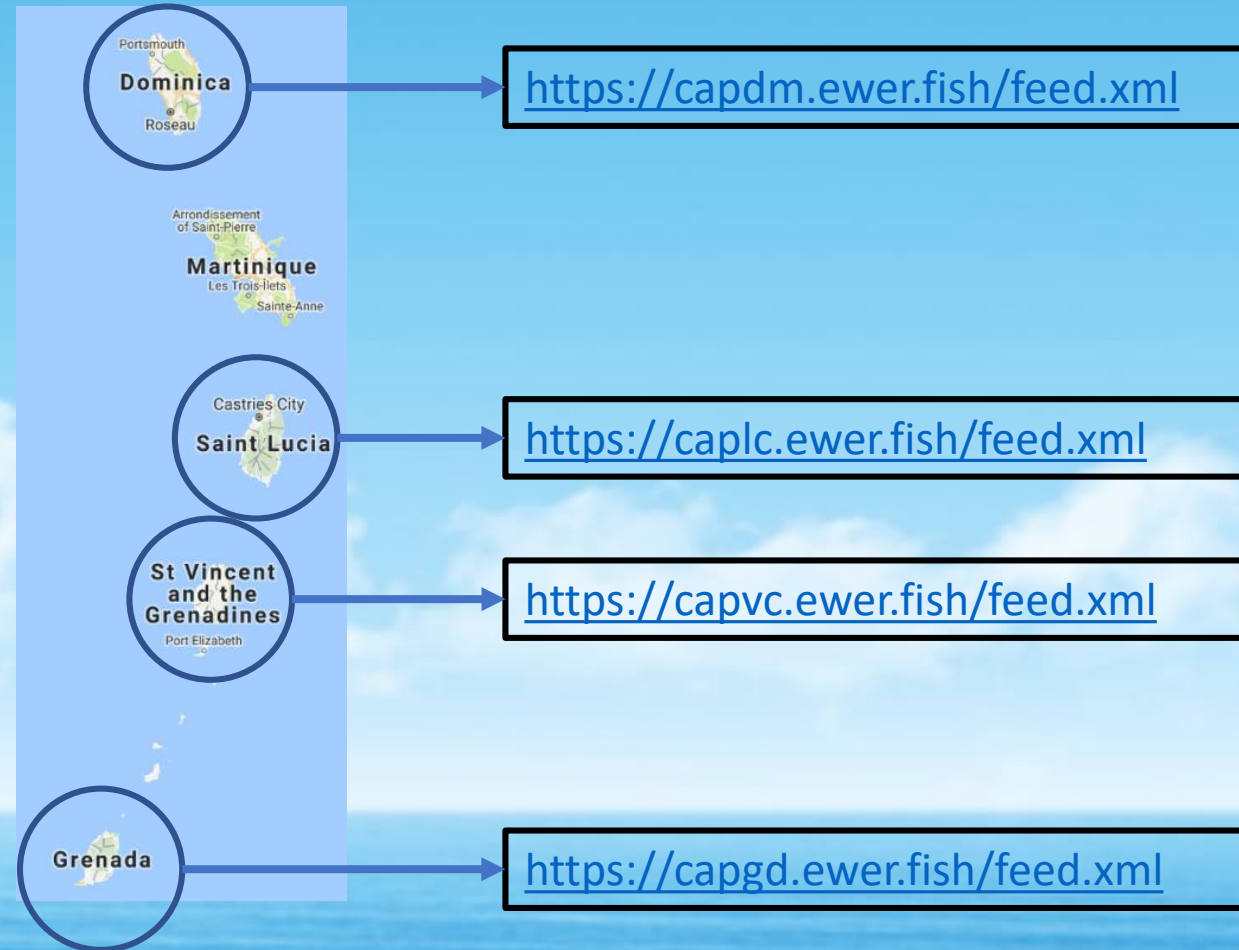 Portsmouth
Dominica
Roseau
https://capdm.ewer.fish/feed.xml
Arrondissement
of Saint-Pierre
Martinique
Les Trois-Îlets
Sainte-Anne
Castries City
Saint Lucia
https://caplc.ewer.fish/feed.xml
St Vincent
and the
Grenadines
Port Elizabeth
https://capvc.ewer.fish/feed.xml
Grenada
https://capgd.ewer.fish/feed.xml